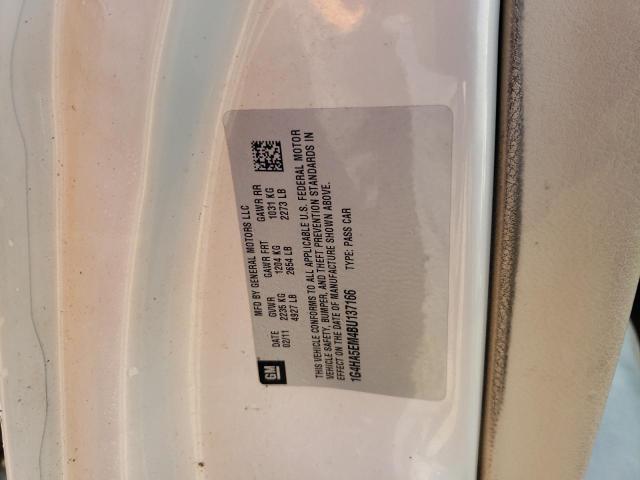 GM
MFD BY GENERAL MOTORS LLC
DATE GVWR GAWR FRT GAWR RR
02/11 2235 KG 1204 KG 1031 KG
4927 LB 2654 LB 2273 LB
THIS VEHICLE CONFORMS TO ALL APPLICABLE U.S. FEDERAL MOTOR
VEHICLE SAFETY, BUMPER, AND THEFT PREVENTION STANDARDS IN
EFFECT ON THE DATE OF MANUFACTURE SHOWN ABOVE.
1G4HA5EM4BU137166 TYPE: PASS CAR